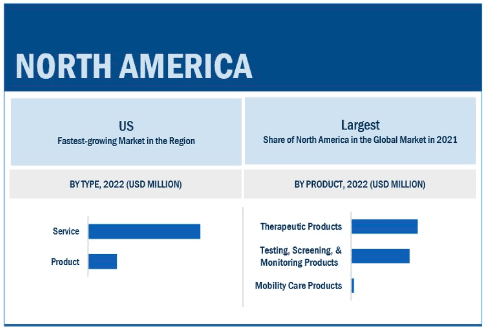 NORTH AMERICA
US
Fastest-growing Market in the Region
Largest
Share of North America in the Global Market in 2021
BY TYPE, 2022 (USD MILLION)
BY PRODUCT, 2022 (USD MILLION)
Service
Product
Therapeutic Products
Testing, Screening, &
Monitoring Products
Mobility Care Products